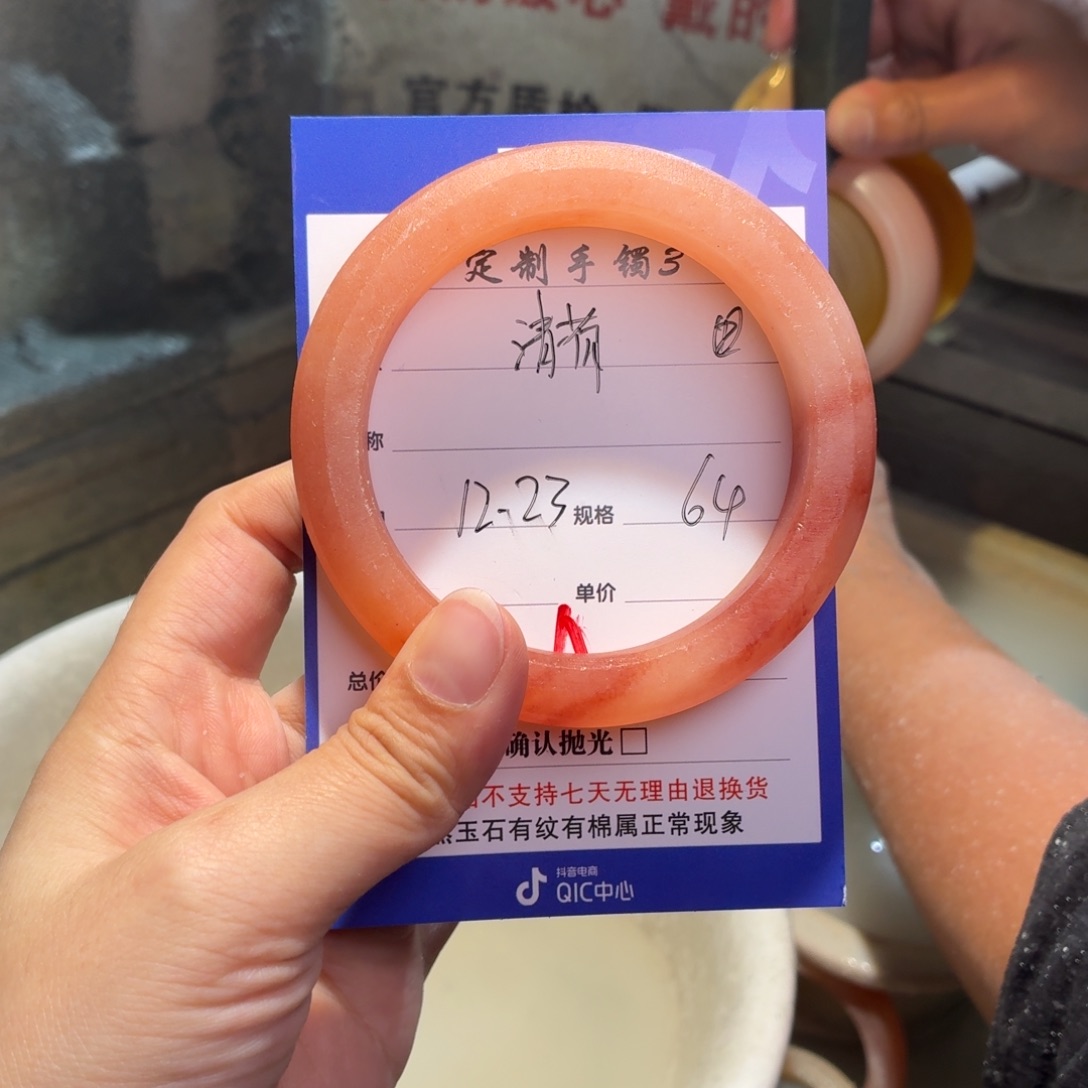 官方质检
定制手镯3
清荷 田
称
12-23 规格 64
单价
总价
确认抛光□
不支持七天无理由退换货
玉石有纹有棉属正常现象
抖音电商
QIC中心